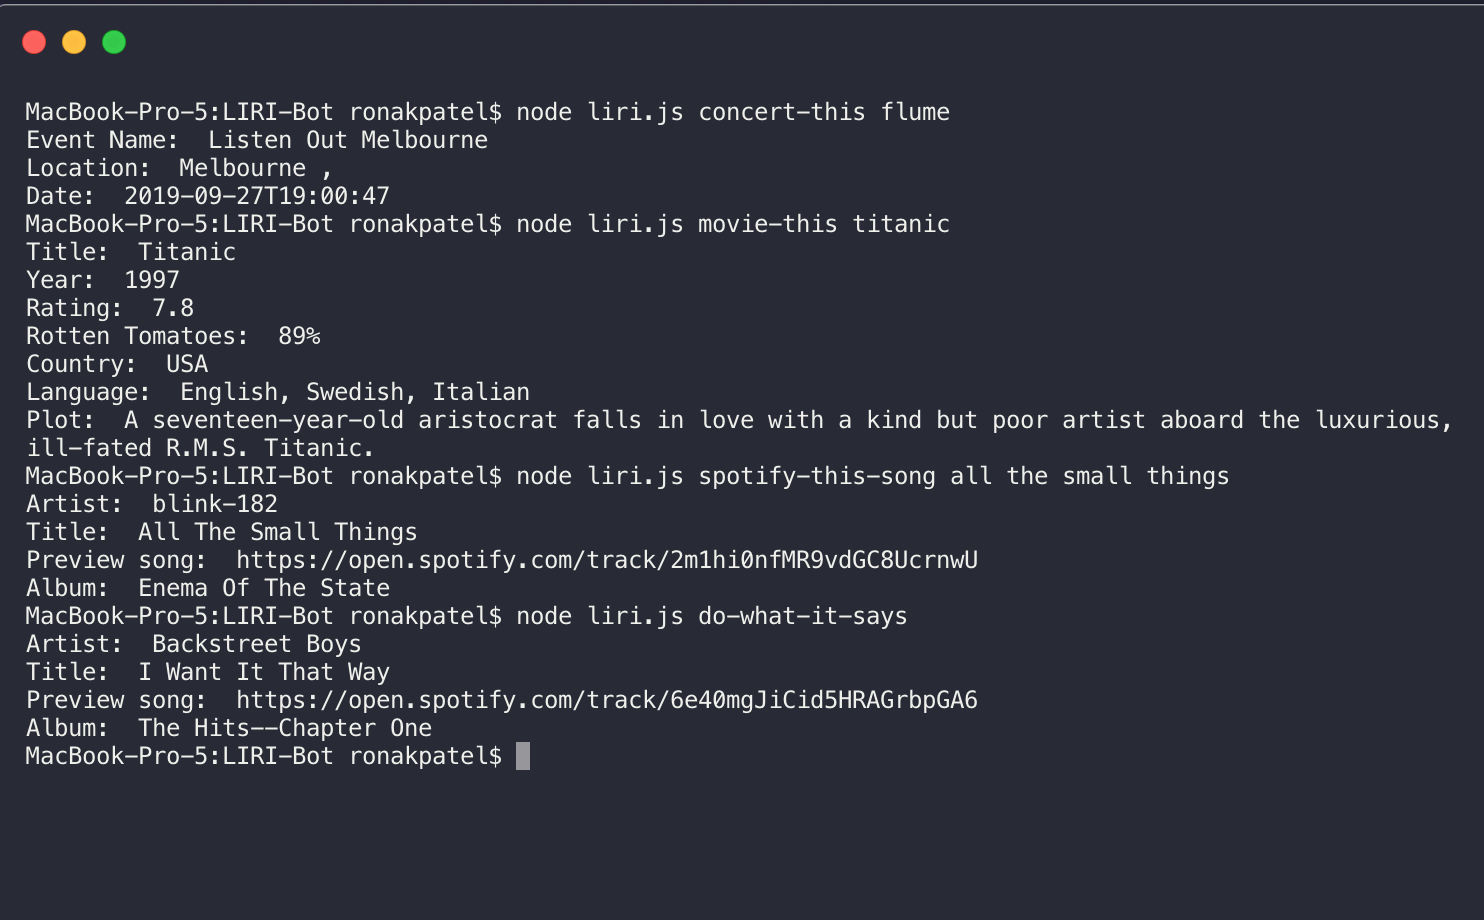 MacBook-Pro-5:LIRI-Bot ronakpatel$ node liri.js concert-this flume
Event Name:  Listen Out Melbourne
Location:  Melbourne ,
Date:  2019-09-27T19:00:47
MacBook-Pro-5:LIRI-Bot ronakpatel$ node liri.js movie-this titanic
Title:  Titanic
Year:  1997
Rating:  7.8
Rotten Tomatoes:  89%
Country:  USA
Language:  English, Swedish, Italian
Plot:  A seventeen-year-old aristocrat falls in love with a kind but poor artist aboard the luxurious,
ill-fated R.M.S. Titanic.
MacBook-Pro-5:LIRI-Bot ronakpatel$ node liri.js spotify-this-song all the small things
Artist:  blink-182
Title:  All The Small Things
Preview song:  https://open.spotify.com/track/2m1hi0nfMR9vdGC8UcrnwU
Album:  Enema Of The State
MacBook-Pro-5:LIRI-Bot ronakpatel$ node liri.js do-what-it-says
Artist:  Backstreet Boys
Title:  I Want It That Way
Preview song:  https://open.spotify.com/track/6e40mgJiCid5HRAGrbpGA6
Album:  The Hits--Chapter One
MacBook-Pro-5:LIRI-Bot ronakpatel$